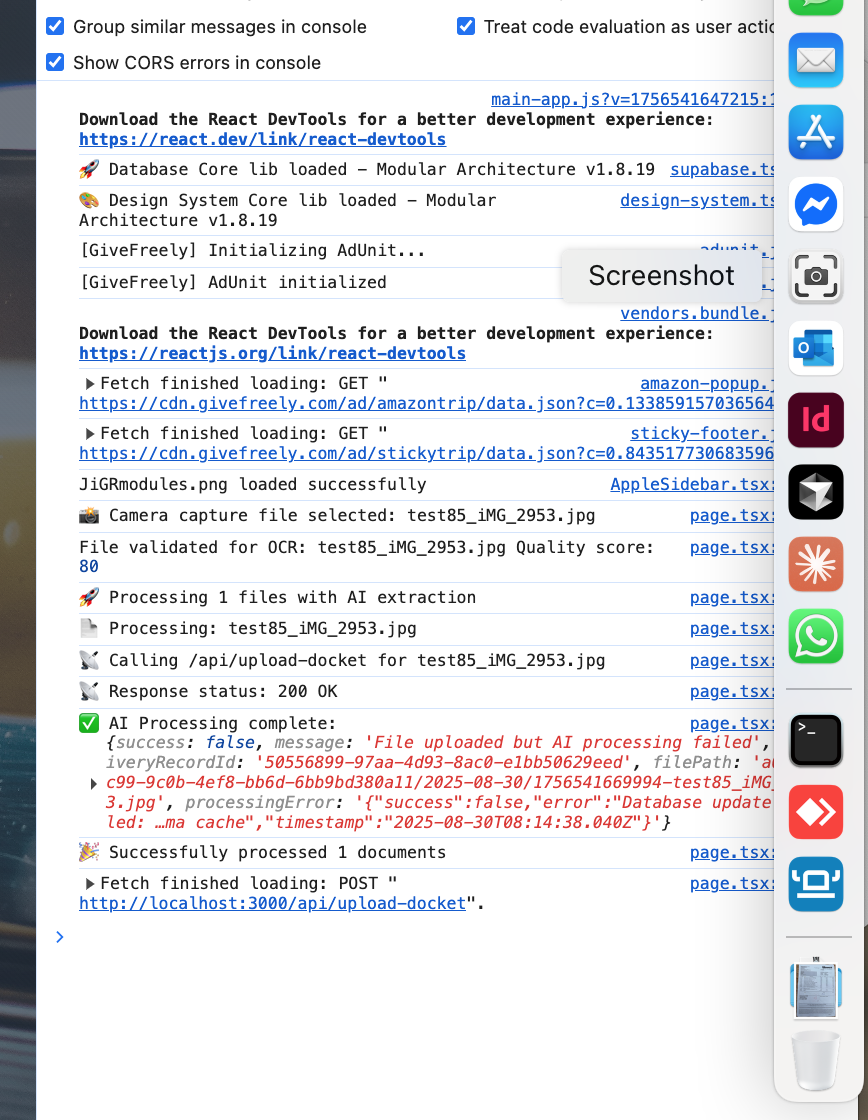 Group similar messages in console
Treat code evaluation as user actic
Show CORS errors in console
main-app.js?v=1756541647215:1
Download the React DevTools for a better development experience:
https://react.dev/link/react-devtools
🚀 Database Core lib loaded – Modular Architecture v1.8.19 supabase.ts
🎨 Design System Core lib loaded – Modular design-system.ts
Architecture v1.8.19
[GiveFreely] Initializing AdUnit... adunit.j
[GiveFreely] AdUnit initialized
Screenshot
vendors.bundle.j
Download the React DevTools for a better development experience:
https://reactjs.org/link/react-devtools
▶Fetch finished loading: GET " amazon-popup.j
https://cdn.givefreely.com/ad/amazontrip/data.json?c=0.133859157036564
▶Fetch finished loading: GET " sticky-footer.j
https://cdn.givefreely.com/ad/stickytrip/data.json?c=0.843517730683596
JiGRmodules.png loaded successfully AppleSidebar.tsx:
📸 Camera capture file selected: test85_iMG_2953.jpg page.tsx:
File validated for OCR: test85_iMG_2953.jpg Quality score: page.tsx:
80
🚀 Processing 1 files with AI extraction page.tsx:
📄 Processing: test85_iMG_2953.jpg page.tsx:
📡 Calling /api/upload-docket for test85_iMG_2953.jpg page.tsx:
📡 Response status: 200 OK page.tsx:
✅ AI Processing complete: page.tsx:
{success: false, message: 'File uploaded but AI processing failed',
iveryRecordId: '50556899-97aa-4d93-8ac0-e1bb50629eed', filePath: 'a
▶ c99-9c0b-4ef8-bb6d-6bb9bd380a11/2025-08-30/1756541669994-test85_iMG_
3.jpg', processingError: '{"success":false,"error":"Database update
led: …ma cache","timestamp":"2025-08-30T08:14:38.040Z"}'}
🎉 Successfully processed 1 documents page.tsx:
▶Fetch finished loading: POST " page.tsx:
http://localhost:3000/api/upload-docket".
Id
>_